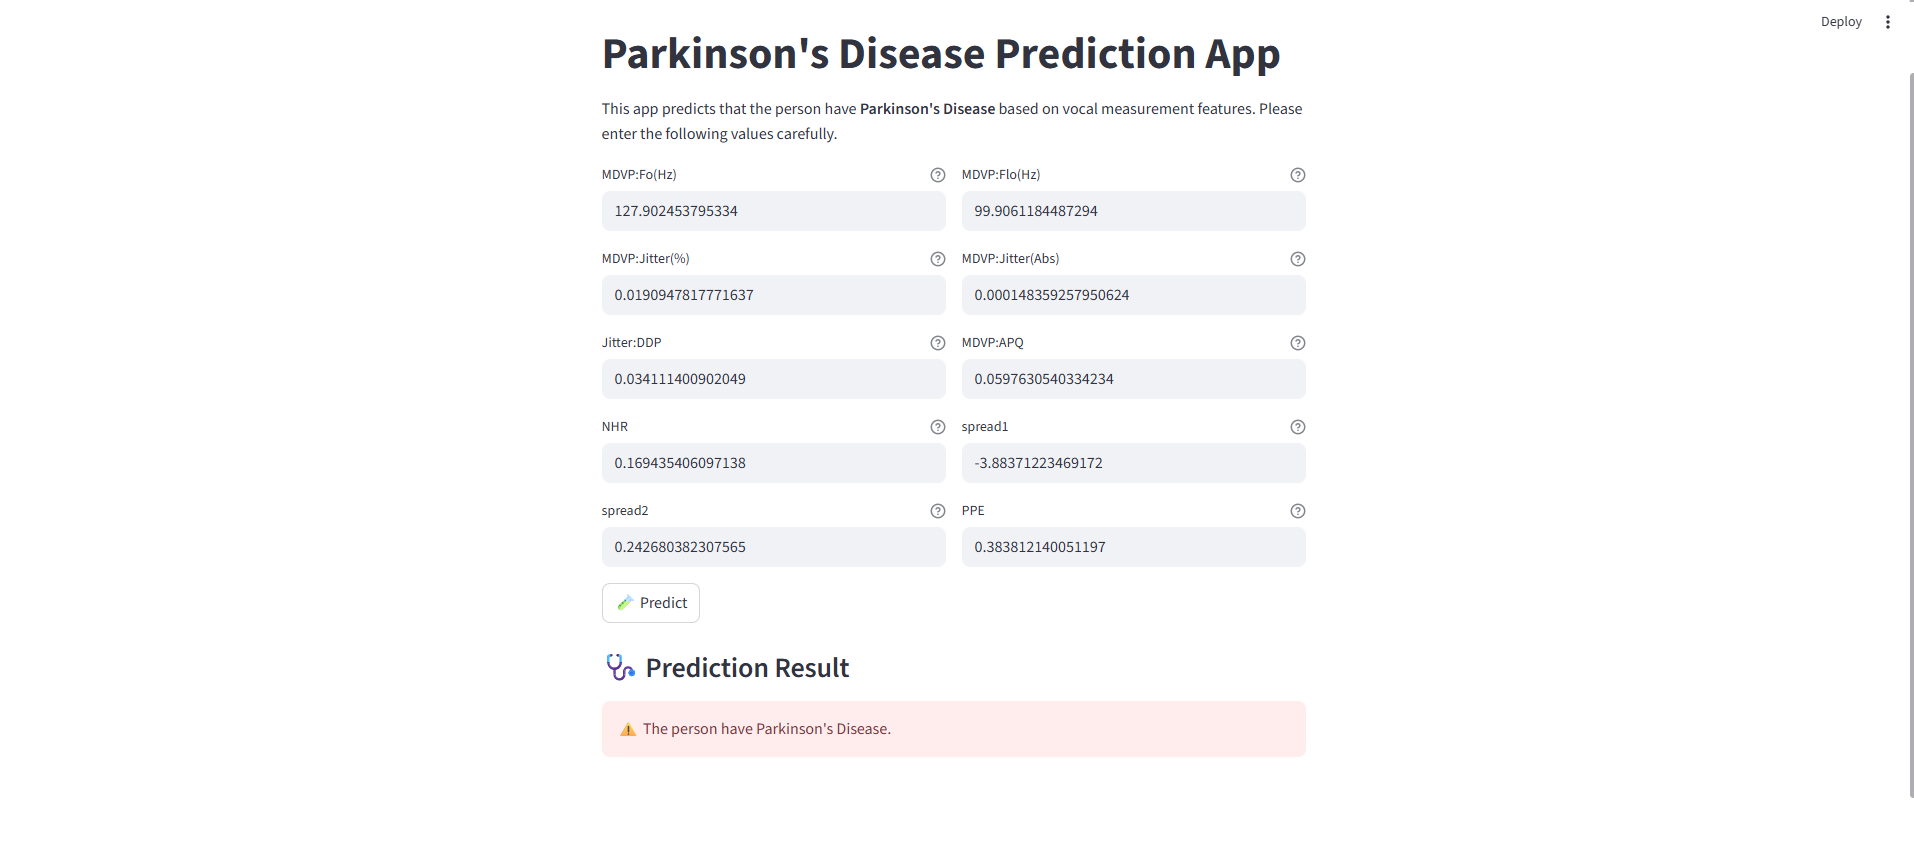 Deploy
Parkinson's Disease Prediction App
This app predicts that the person have Parkinson's Disease based on vocal measurement features. Please
enter the following values carefully.
MDVP:Fo(Hz)
MDVP:Flo(Hz)
127.902453795334
99.9061184487294
MDVP:Jitter(%)
MDVP:Jitter(Abs)
0.0190947817771637
0.000148359257950624
Jitter:DDP
MDVP:APQ
0.034111400902049
0.0597630540334234
NHR
spread1
0.169435406097138
-3.88371223469172
spread2
PPE
0.242680382307565
0.383812140051197
Predict
Prediction Result
The person have Parkinson's Disease.